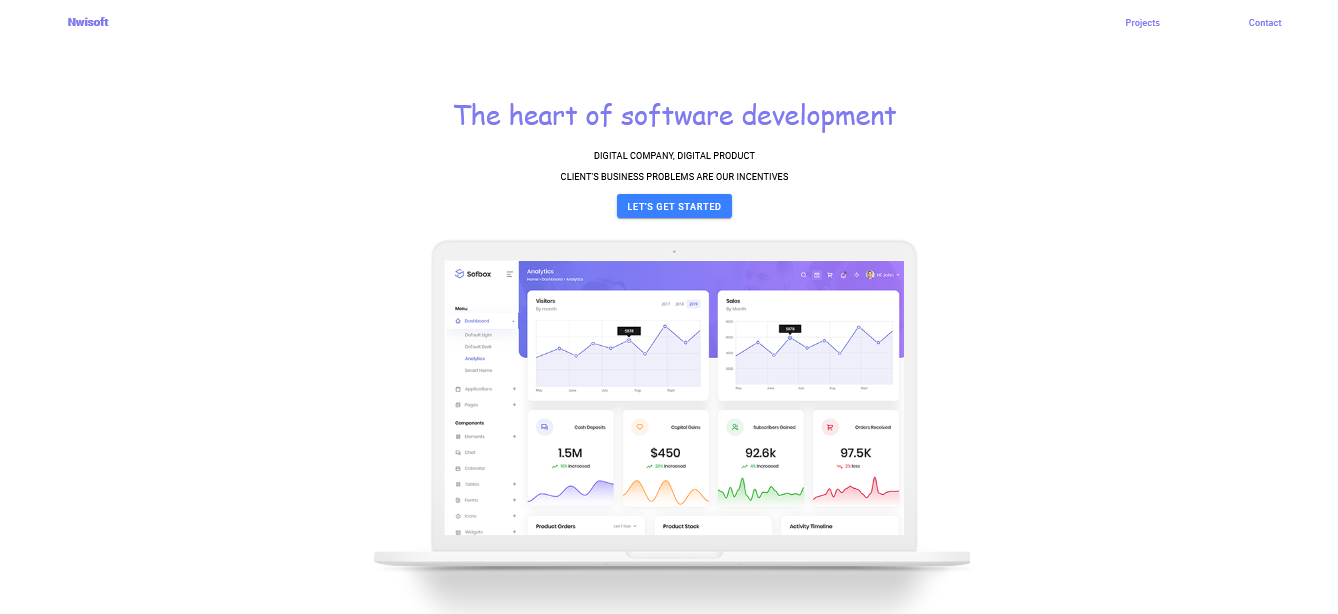 Nwisoft
Projects
Contact
The heart of software development
DIGITAL COMPANY, DIGITAL PRODUCT
CLIENT'S BUSINESS PROBLEMS ARE OUR INCENTIVES
LET'S GET STARTED
Sofbox
Analytics
Home • Dashboard • Analytics
Hi! John
Menu
Dashboard
Default Light
Default Dark
Analytics
Smart Home
Applications +
Pages +
Components
Elements +
Chat
Calendar
Tables +
Forms +
Icons +
Widgets +
Visitors
By month
2017 2018 2019
5878
May June July Aug Sept
Sales
By Month
5878
May June July Aug Sept
Cash Deposits
1.5M
Increased
Capital Gains
$450
Increased
Subscribers Gained
92.6k
4% Increased
Orders Received
97.5K
2% loss
Product Orders
Last 7 days
Product Stock
Activity Timeline